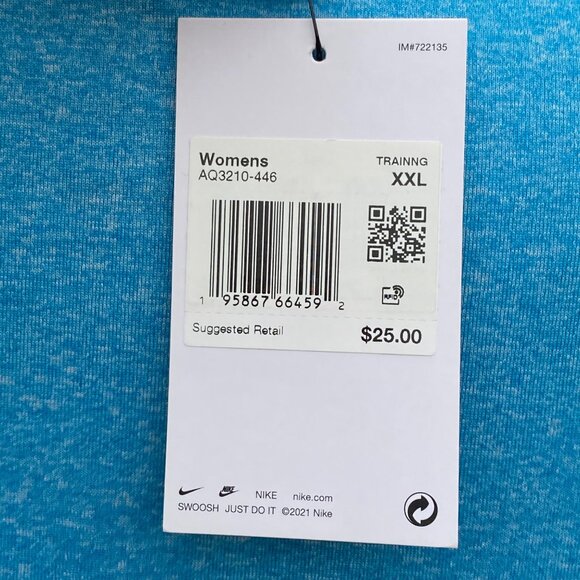 IM#722135
Womens TRAINNG
AQ3210-446 XXL
1 95867 66459 2
RFID
Suggested Retail $25.00
NIKE NIKE nike.com
SWOOSH JUST DO IT ©2021 Nike